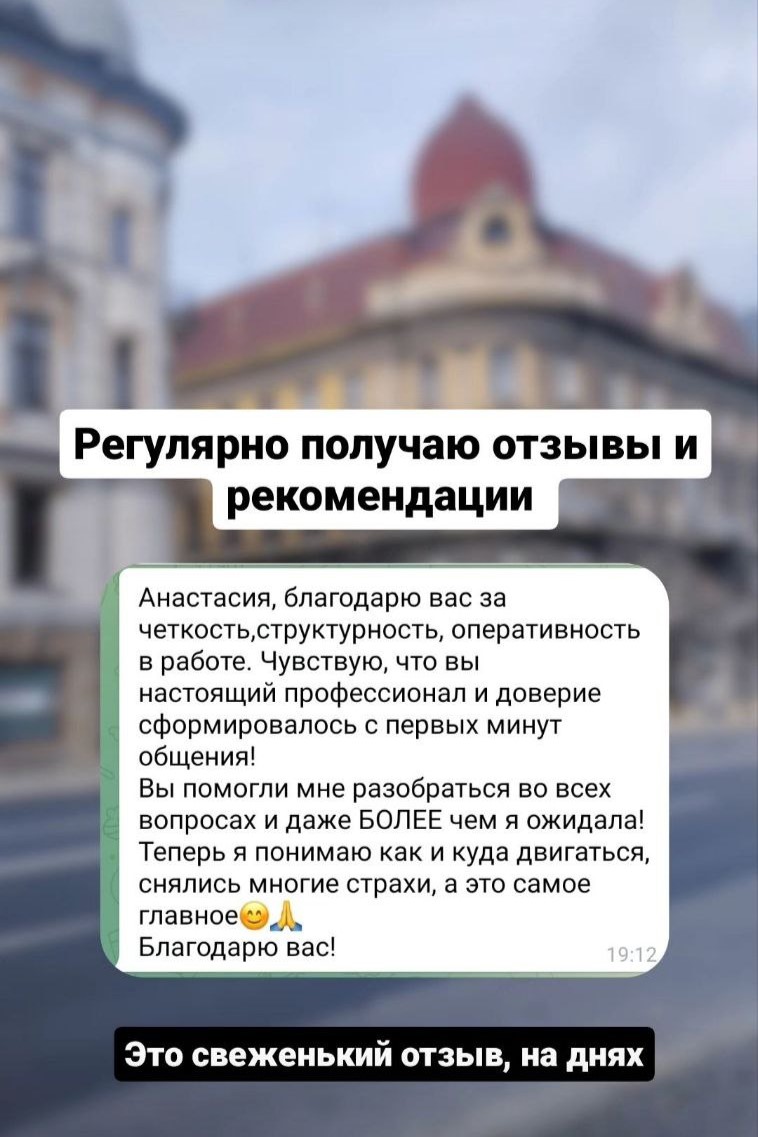 Регулярно получаю отзывы и
рекомендации
Анастасия, благодарю вас за
четкость,структурность, оперативность
в работе. Чувствую, что вы
настоящий профессионал и доверие
сформировалось с первых минут
общения!
Вы помогли мне разобраться во всех
вопросах и даже БОЛЕЕ чем я ожидала!
Теперь я понимаю как и куда двигаться,
снялись многие страхи, а это самое
главное😊🙏
Благодарю вас!
19:12
Это свеженький отзыв, на днях